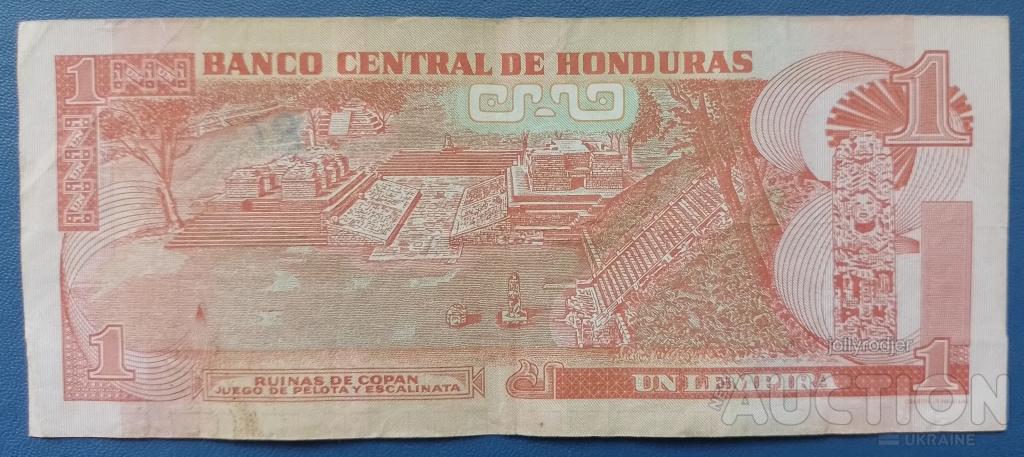 1
BANCO CENTRAL DE HONDURAS
1
1
RUINAS DE COPAN
JUEGO DE PELOTA Y ESCALINATA
UN LEMPIRA
1
jollyrodjer
AUCTION
UKRAINE